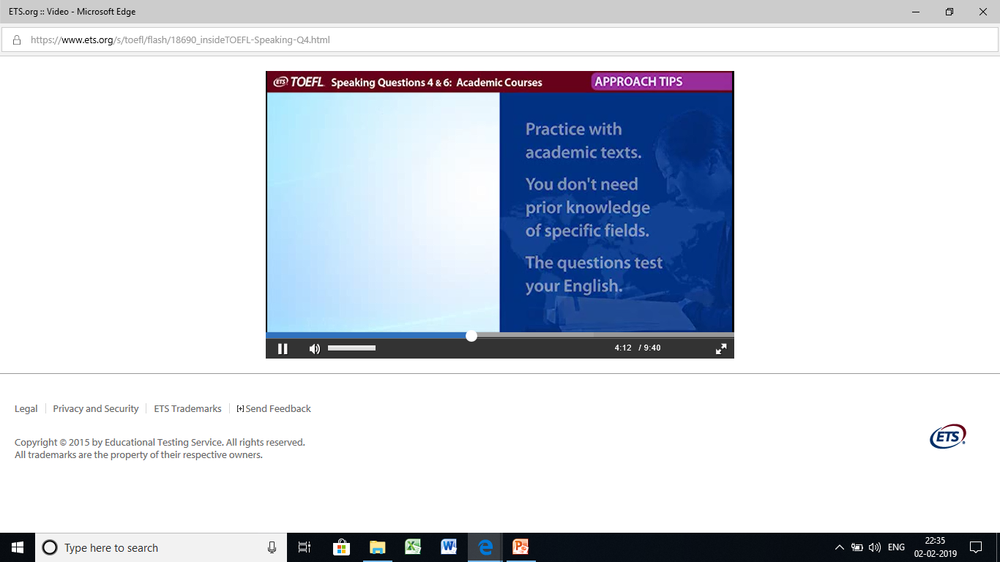 ETS.org :: Video - Microsoft Edge
https://www.ets.org/s/toefl/flash/18690_insideTOEFL-Speaking-Q4.html
ETS TOEFL Speaking Questions 4 & 6: Academic Courses APPROACH TIPS
Practice with
academic texts.
You don't need
prior knowledge
of specific fields.
The questions test
your English.
4:12 / 9:40
Legal Privacy and Security ETS Trademarks [+] Send Feedback
Copyright © 2015 by Educational Testing Service. All rights reserved.
All trademarks are the property of their respective owners.
ETS®
Type here to search
ENG
22:35
02-02-2019